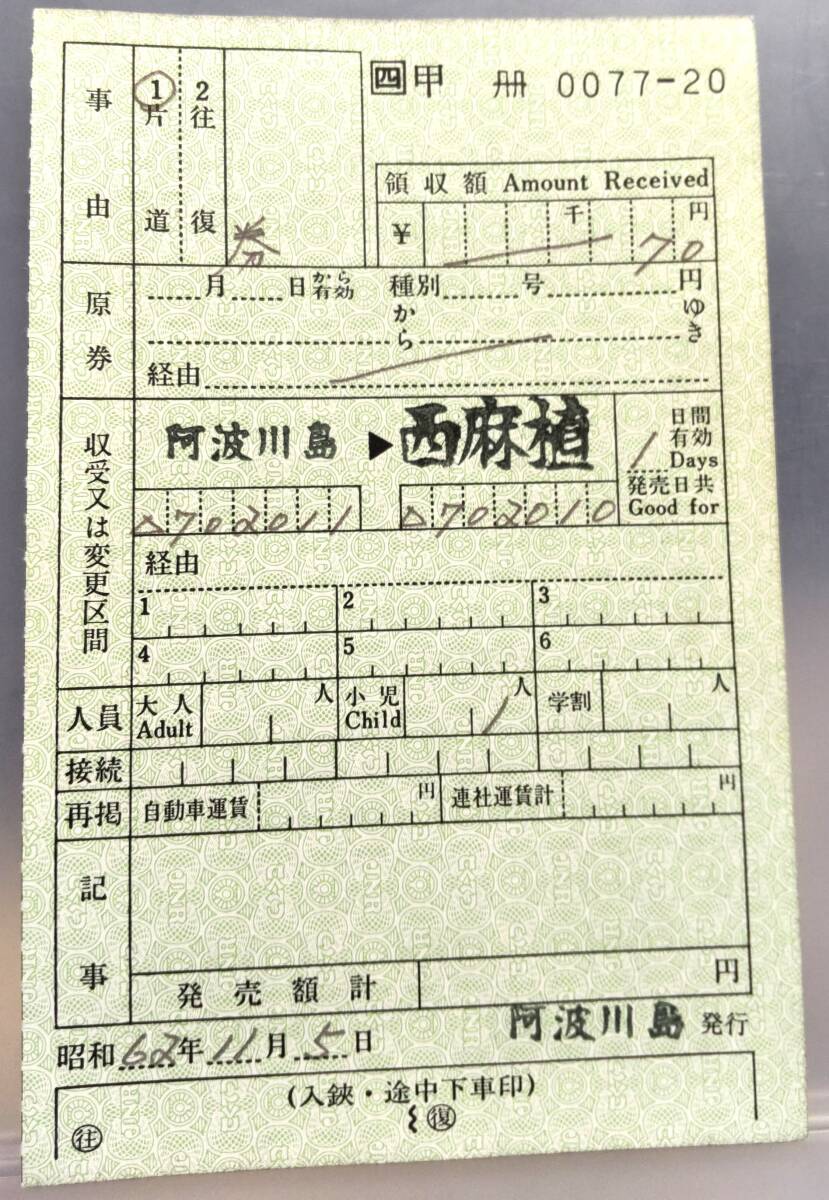 四 甲 冊 0077-20
事由 1片道 2往復 券
領収額 Amount Received
¥ 千 円 70
原券 月 日から有効 種別 号 円
から ゆき
経由
収受又は変更区間 阿波川島 ▶ 西麻植 1 日間有効 Days 発売日共 Good for
△702011 △702010
経由
1 2 3
4 5 6
人員 大人 Adult 人 小児 Child 1 人 学割 人
接続
再掲 自動車運賃 円 連社運賃計 円
記事
発売額計 円
昭和62年11月5日 阿波川島 発行
(入鋏・途中下車印)
往 復